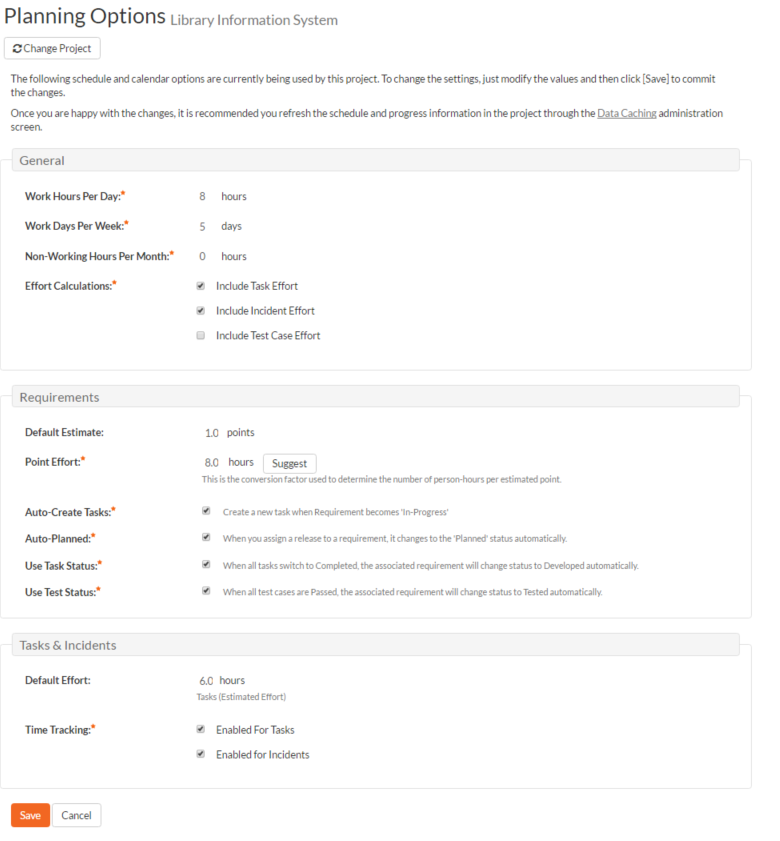 Planning Options Library Information System
Change Project
The following schedule and calendar options are currently being used by this project. To change the settings, just modify the values and then click [Save] to commit
the changes.
Once you are happy with the changes, it is recommended you refresh the schedule and progress information in the project through the Data Caching administration
screen.
General
Work Hours Per Day:* 8 hours
Work Days Per Week:* 5 days
Non-Working Hours Per Month:* 0 hours
Effort Calculations:* Include Task Effort
Include Incident Effort
Include Test Case Effort
Requirements
Default Estimate: 1.0 points
Point Effort:* 8.0 hours Suggest
This is the conversion factor used to determine the number of person-hours per estimated point.
Auto-Create Tasks:* Create a new task when Requirement becomes 'In-Progress'
Auto-Planned:* When you assign a release to a requirement, it changes to the 'Planned' status automatically.
Use Task Status:* When all tasks switch to Completed, the associated requirement will change status to Developed automatically.
Use Test Status:* When all test cases are Passed, the associated requirement will change status to Tested automatically.
Tasks & Incidents
Default Effort: 6.0 hours
Tasks (Estimated Effort)
Time Tracking:* Enabled For Tasks
Enabled for Incidents
Save Cancel